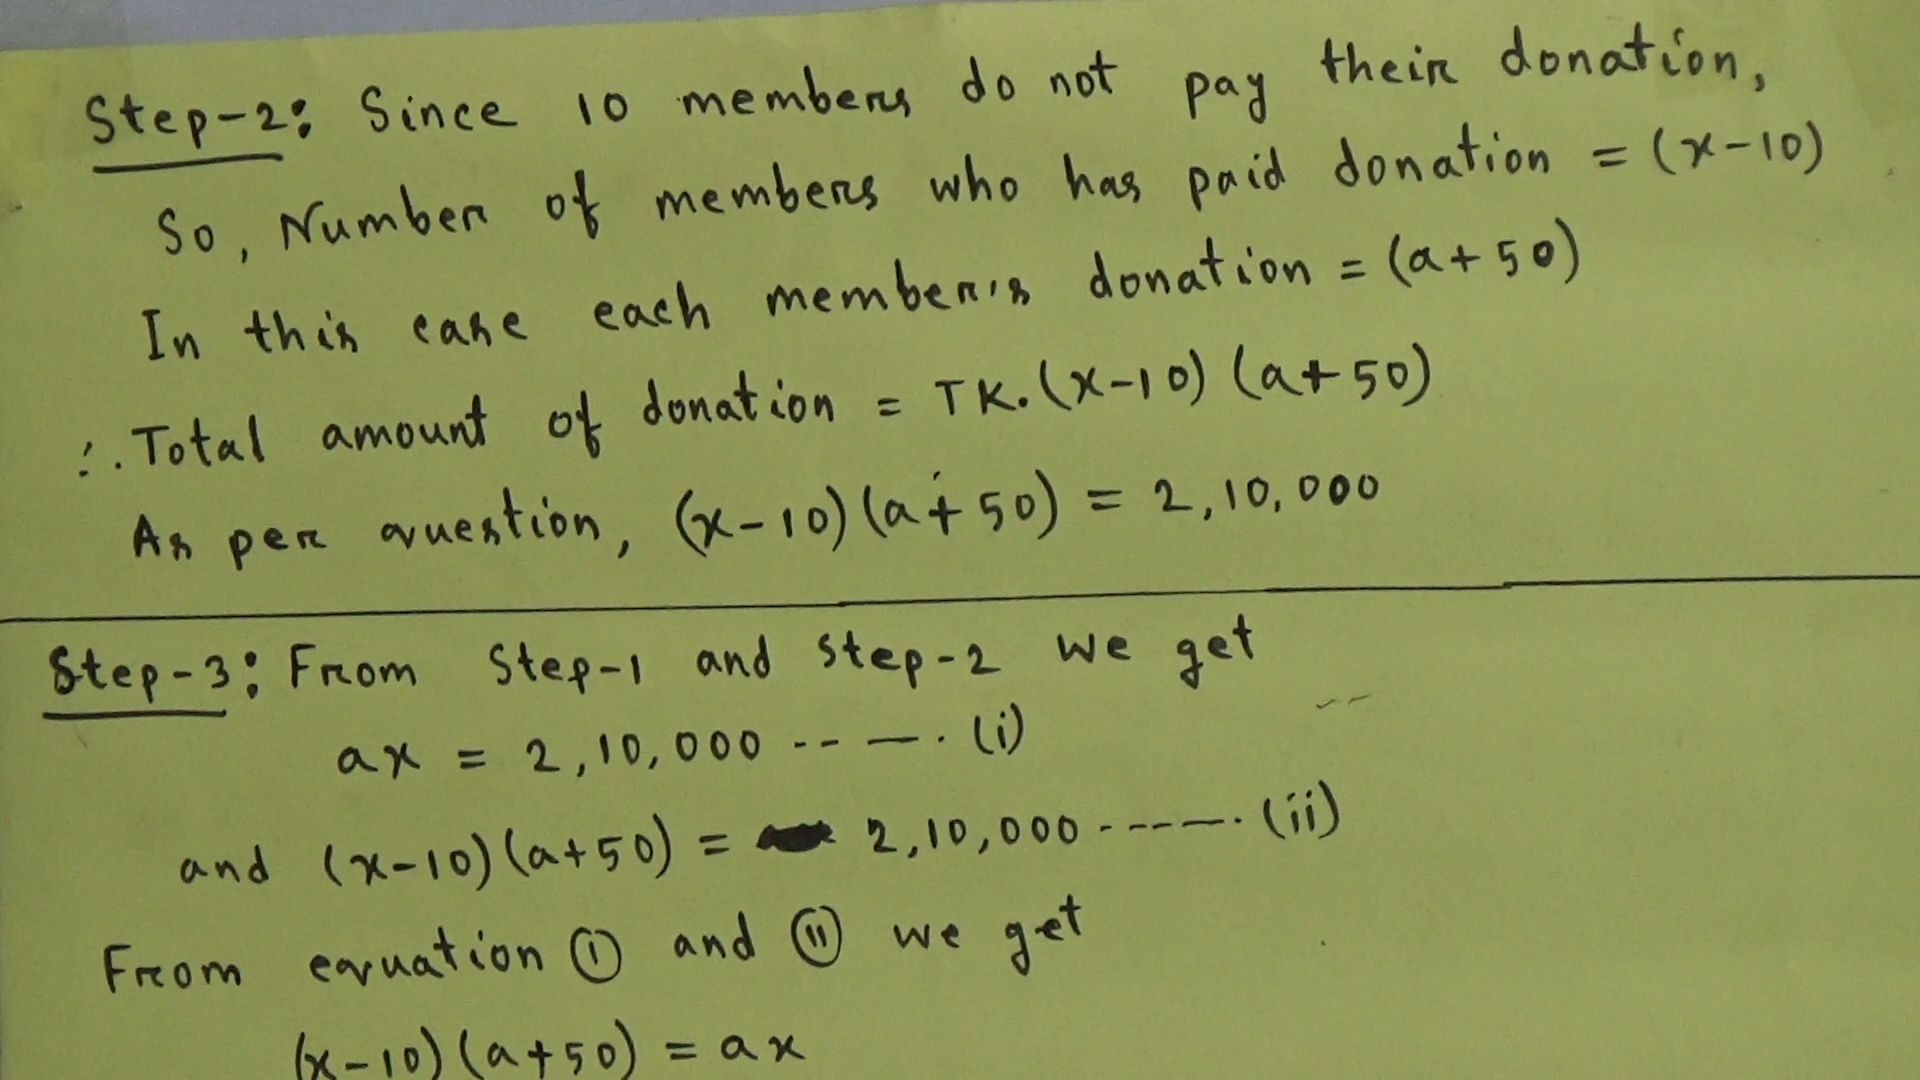 Step-2: Since 10 members do not pay their donation,
So, Number of members who has paid donation = (x-10)
In this case each member's donation = (a+50)
∴ Total amount of donation = TK. (x-10) (a+50)
As per question, (x-10) (a+50) = 2,10,000
Step-3: From Step-1 and step-2 we get
ax = 2,10,000 -- — . (i)
and (x-10) (a+50) = 2,10,000 ----—. (ii)
From equation ① and ⑪ we get
(x-10) (a+50) = ax